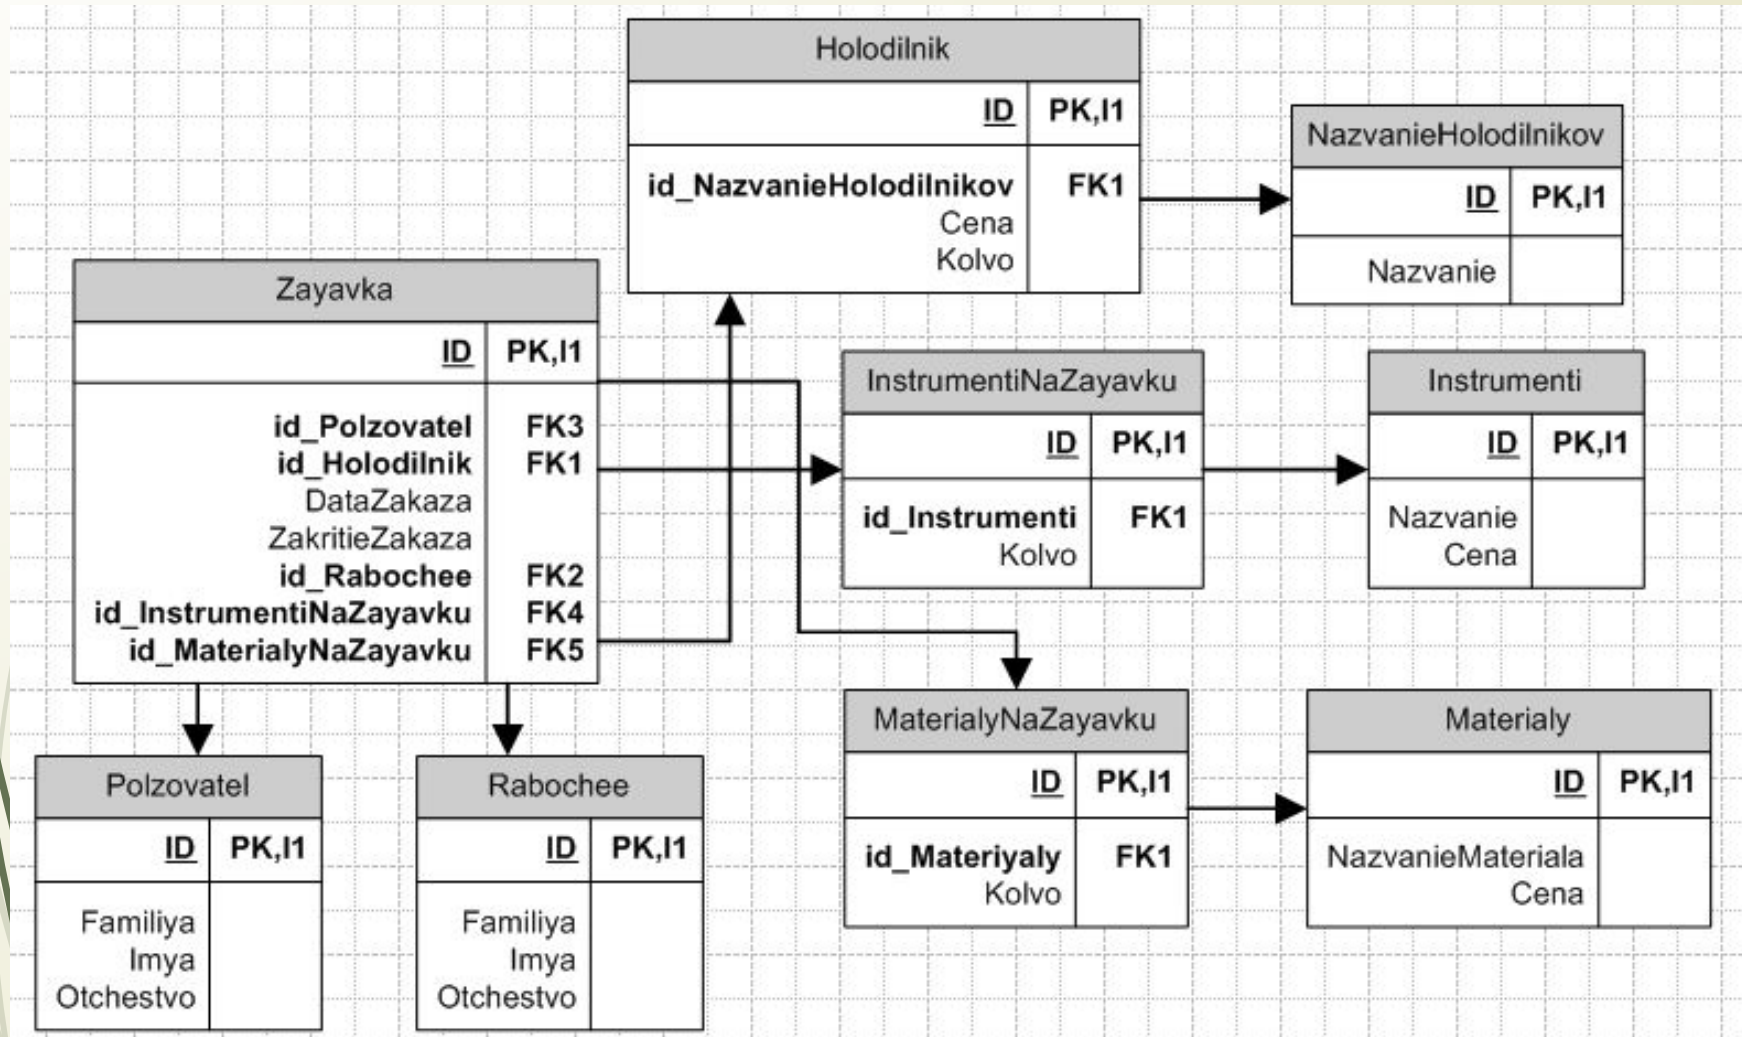 Holodilnik
ID PK,I1
id_NazvanieHolodilnikov FK1
Cena
Kolvo
NazvanieHolodilnikov
ID PK,I1
Nazvanie
Zayavka
ID PK,I1
id_Polzovatel FK3
id_Holodilnik FK1
DataZakaza
ZakritieZakaza
id_Rabochee FK2
id_InstrumentiNaZayavku FK4
id_MaterialyNaZayavku FK5
InstrumentiNaZayavku
ID PK,I1
id_Instrumenti FK1
Kolvo
Instrumenti
ID PK,I1
Nazvanie
Cena
Polzovatel
ID PK,I1
Familiya
Imya
Otchestvo
Rabochee
ID PK,I1
Familiya
Imya
Otchestvo
MaterialyNaZayavku
ID PK,I1
id_Materiyaly FK1
Kolvo
Materialy
ID PK,I1
NazvanieMateriala
Cena